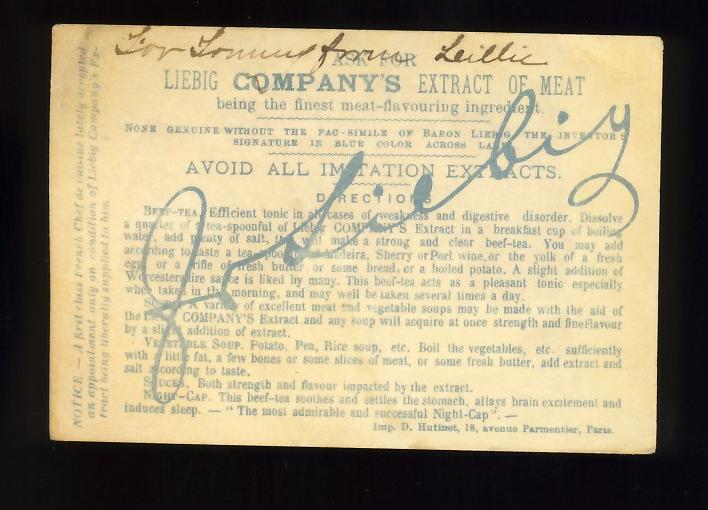 For from Lillie
ASK FOR
LIEBIG COMPANY'S EXTRACT OF MEAT
being the finest meat-flavouring ingredient.
NONE GENUINE WITHOUT THE FAC-SIMILE OF BARON LIEBIG, THE INVENTOR'S
SIGNATURE IN BLUE COLOR ACROSS LABEL
AVOID ALL IMITATION EXTRACTS.
DIRECTIONS
BEEF-TEA. Efficient tonic in all cases of weakness and digestive disorder. Dissolve
a quarter of a tea-spoonful of Liebig COMPANY'S Extract in a breakfast cup of boiling
water, add plenty of salt, this will make a strong and clear beef-tea. You may add
according to taste a tea-spoonful Madeira, Sherry or Port wine, or the yolk of a fresh
egg, or a trifle of fresh butter, or some bread, or a boiled potato. A slight addition of
Worcestershire sauce is liked by many. This beef-tea acts as a pleasant tonic especially
when taken in the morning, and may well be taken several times a day.
SOUPS. A variety of excellent meat and vegetable soups may be made with the aid of
the COMPANY'S Extract and any soup will acquire at once strength and fine flavour
by a slight addition of extract.
VEGETABLE SOUP. Potato, Pea, Rice soup, etc. Boil the vegetables, etc. sufficiently
with a little fat, a few bones or some slices of meat, or some fresh butter, add extract and
salt according to taste.
SAUCES. Both strength and flavour imparted by the extract.
NIGHT-CAP. This beef-tea soothes and settles the stomach, allays brain excitement and
induces sleep. — "The most admirable and successful Night-Cap". —
Imp. D. Hutinet, 18, avenue Parmentier, Paris.
NOTICE. — A first class French Chef de cuisine lately accepted
an appointment only on condition of Liebig Company's Ex-
tract being liberally supplied to him
J v Liebig